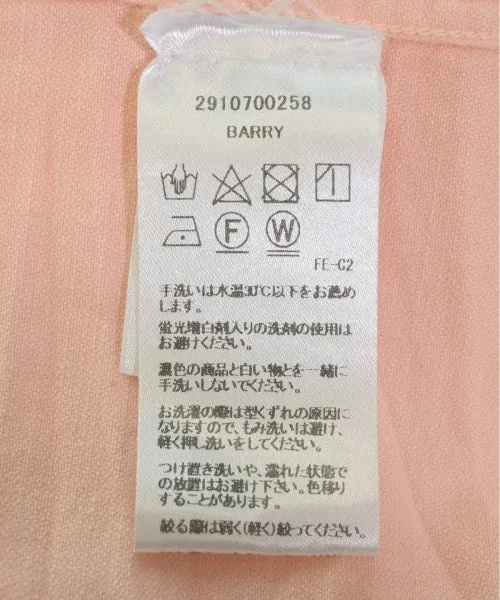 2910700258
BARRY
F W
FE-C2
手洗いは水温30℃以下をお薦め
します。
蛍光増白剤入りの洗剤の使用は
お避けください。
濃色の商品と白い物とを一緒に
手洗いしないでください。
お洗濯の際は型くずれの原因に
なりますので、もみ洗いは避け、
軽く押し洗いをしてください。
つけ置き洗いや、濡れた状態で
の放置はお避け下さい。色移り
することがあります。
絞る際は弱く(軽く)絞ってください。